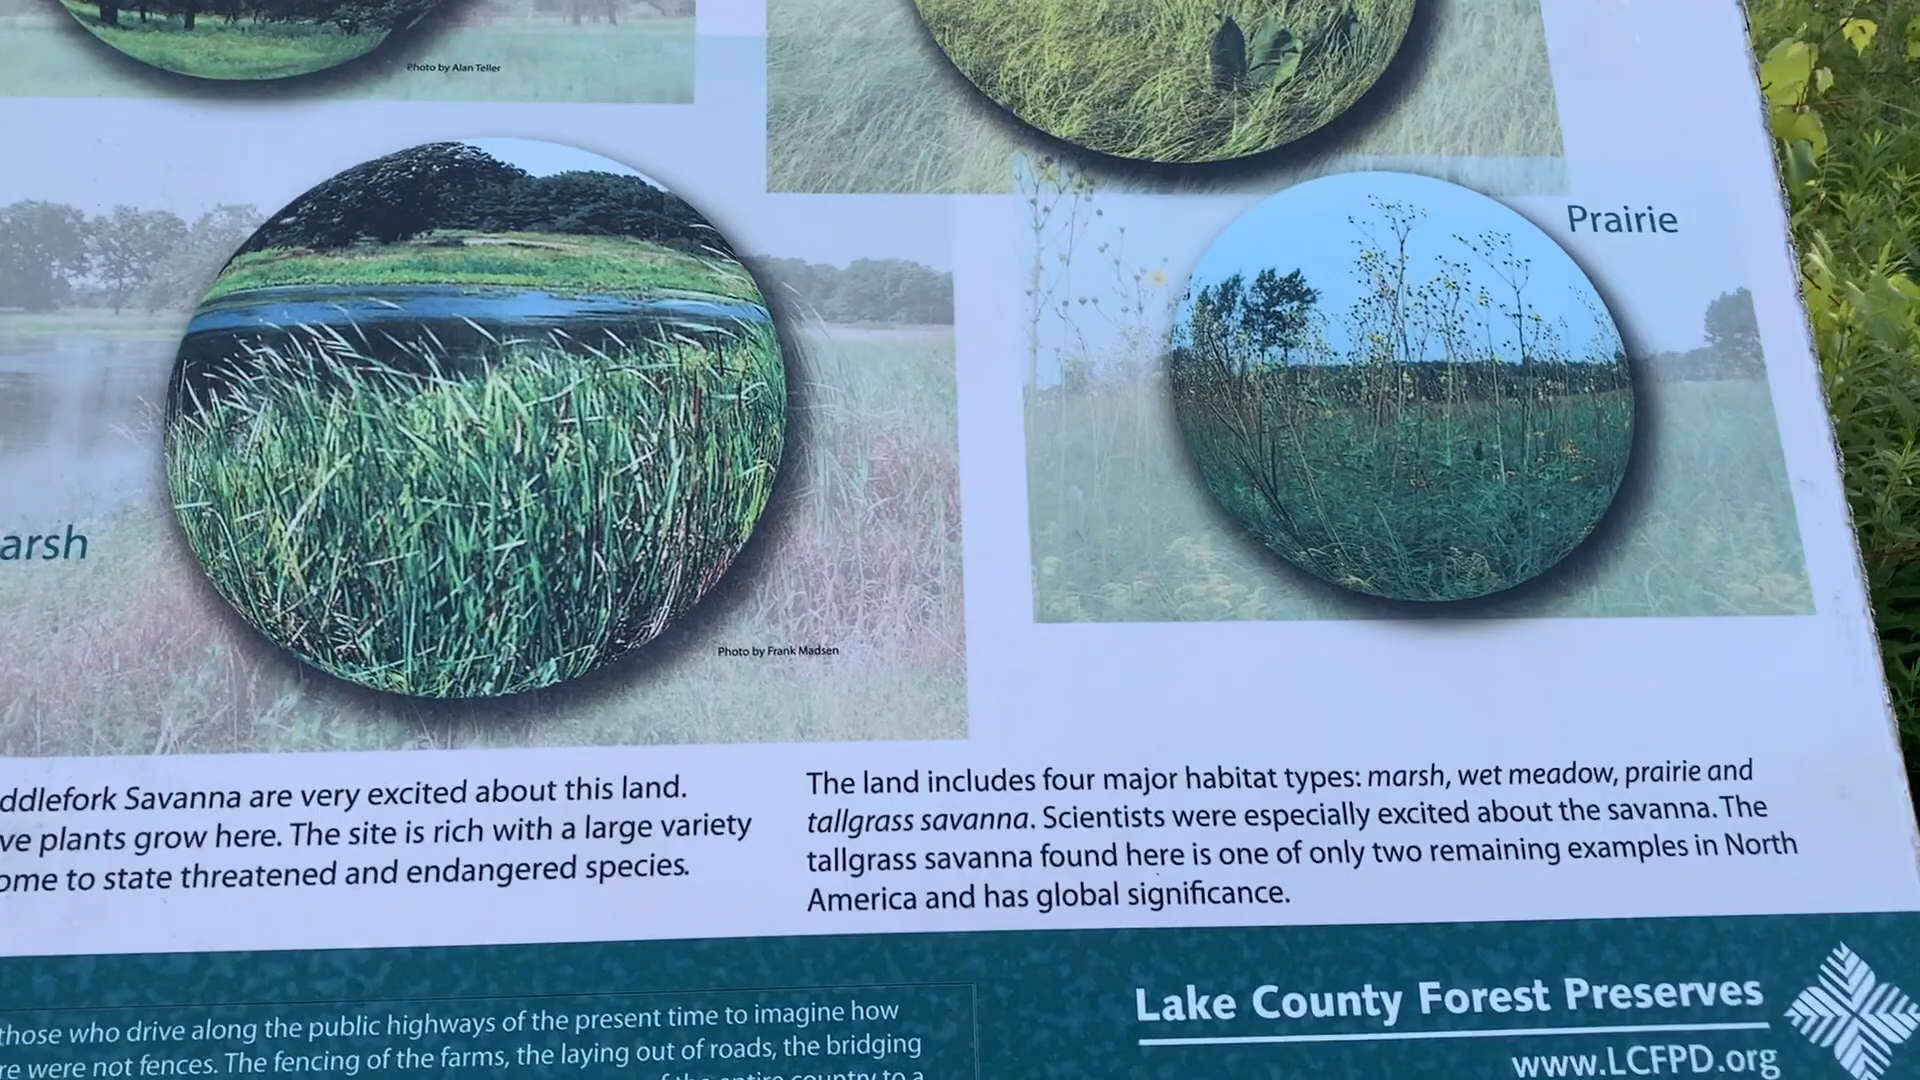 Photo by Alan Teller
Prairie
arsh
Photo by Frank Madsen
ddlefork Savanna are very excited about this land.
ve plants grow here. The site is rich with a large variety
ome to state threatened and endangered species.
The land includes four major habitat types: marsh, wet meadow, prairie and
tallgrass savanna. Scientists were especially excited about the savanna. The
tallgrass savanna found here is one of only two remaining examples in North
America and has global significance.
those who drive along the public highways of the present time to imagine how
re were not fences. The fencing of the farms, the laying out of roads, the bridging
entire country to a
Lake County Forest Preserves
www.LCFPD.org